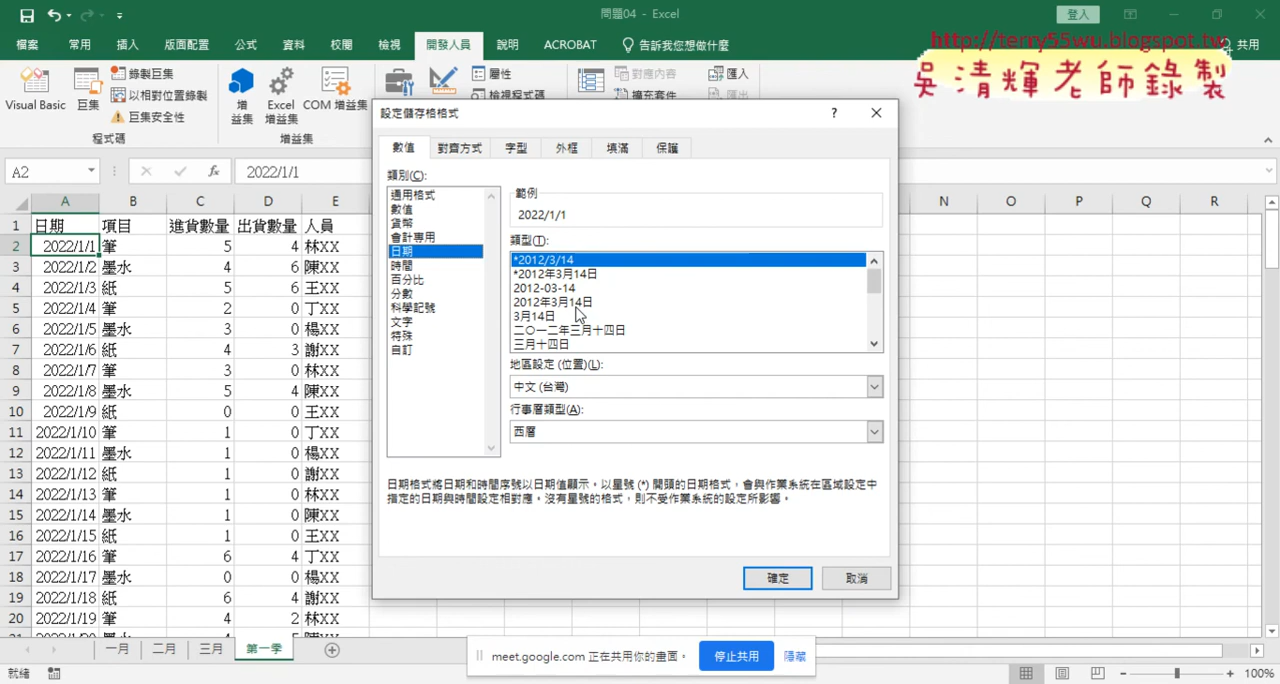 問題04 - Excel
登入
http://terry55wu.blogspot.tw
吳清輝老師錄製
檔案 常用 插入 版面配置 公式 資料 校閱 檢視 開發人員 說明 ACROBAT 告訴我您想做什麼 共用
Visual Basic
巨集
錄製巨集
以相對位置錄製
巨集安全性
程式碼
增益集
Excel 增益集
COM 增益集
增益集
屬性
檢視程式碼
對應內容
擴充套件
匯入
匯出
A2
2022/1/1
A B C D E N O P Q R
1 日期 項目 進貨數量 出貨數量 人員
2 2022/1/1 筆 5 4 林XX
3 2022/1/2 墨水 4 6 陳XX
4 2022/1/3 紙 5 6 王XX
5 2022/1/4 筆 2 0 丁XX
6 2022/1/5 墨水 3 0 楊XX
7 2022/1/6 紙 4 3 謝XX
8 2022/1/7 筆 3 0 林XX
9 2022/1/8 墨水 5 4 陳XX
10 2022/1/9 紙 0 0 王XX
11 2022/1/10 筆 1 0 丁XX
12 2022/1/11 墨水 1 0 楊XX
13 2022/1/12 紙 1 0 謝XX
14 2022/1/13 筆 1 0 林XX
15 2022/1/14 墨水 1 0 陳XX
16 2022/1/15 紙 1 0 王XX
17 2022/1/16 筆 6 4 丁XX
18 2022/1/17 墨水 0 0 楊XX
19 2022/1/18 紙 6 4 謝XX
20 2022/1/19 筆 4 2 林XX
設定儲存格格式
數值 對齊方式 字型 外框 填滿 保護
類別(C):
通用格式
數值
貨幣
會計專用
日期
時間
百分比
分數
科學記號
文字
特殊
自訂
範例
2022/1/1
類型(T):
*2012/3/14
*2012年3月14日
2012-03-14
2012年3月14日
3月14日
二〇一二年三月十四日
三月十四日
地區設定 (位置)(L):
中文 (台灣)
行事曆類型(A):
西曆
日期格式將日期和時間序號以日期值顯示。以星號 (*) 開頭的日期格式，會與作業系統在區域設定中
指定的日期與時間設定相對應。沒有星號的格式，則不受作業系統的設定所影響。
確定 取消
一月 二月 三月 第一季
meet.google.com 正在共用你的畫面。 停止共用 隱藏
就緒
100%